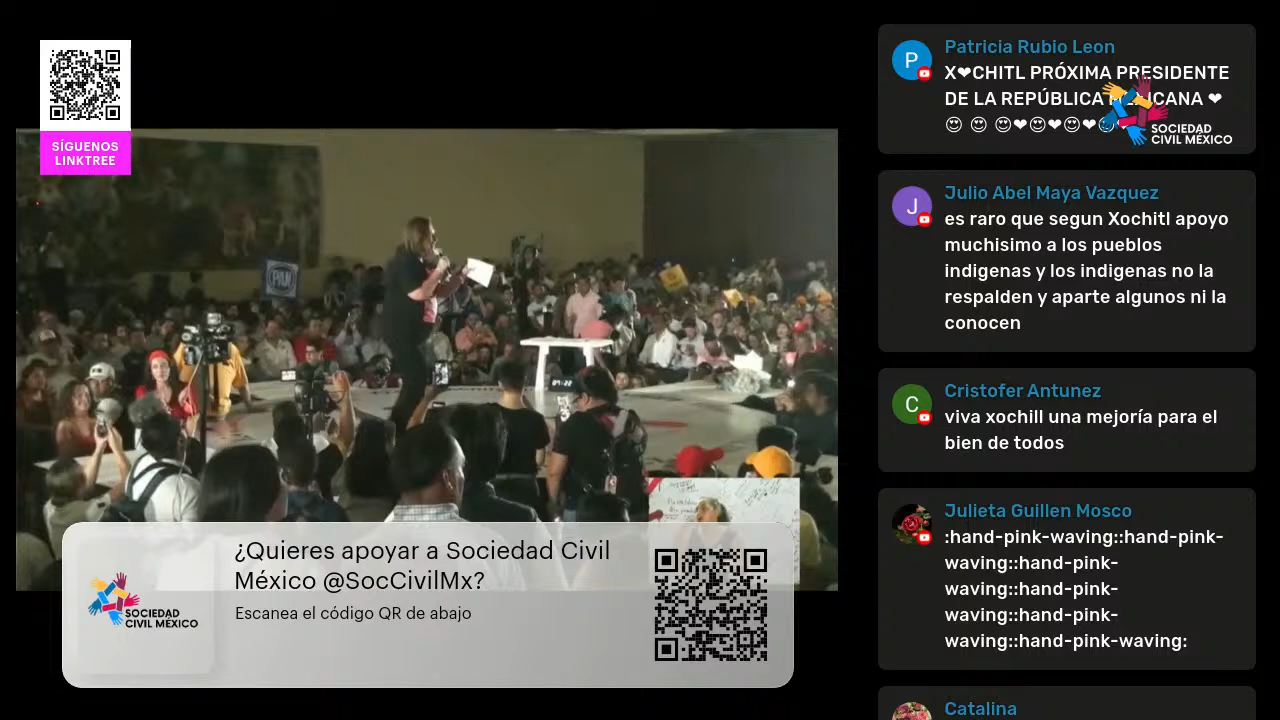 SÍGUENOS
LINKTREE
PAN
¿Quieres apoyar a Sociedad Civil
México @SocCivilMx?
Escanea el código QR de abajo
SOCIEDAD
CIVIL MÉXICO
Patricia Rubio Leon
X❤CHITL PRÓXIMA PRESIDENTE
DE LA REPÚBLICA MEXICANA ❤
😍 😍 😍❤😍❤😍❤😍❤
SOCIEDAD
CIVIL MÉXICO
Julio Abel Maya Vazquez
es raro que segun Xochitl apoyo
muchisimo a los pueblos
indigenas y los indigenas no la
respalden y aparte algunos ni la
conocen
Cristofer Antunez
viva xochill una mejoría para el
bien de todos
Julieta Guillen Mosco
:hand-pink-waving::hand-pink-
waving::hand-pink-
waving::hand-pink-
waving::hand-pink-
waving::hand-pink-waving:
Catalina